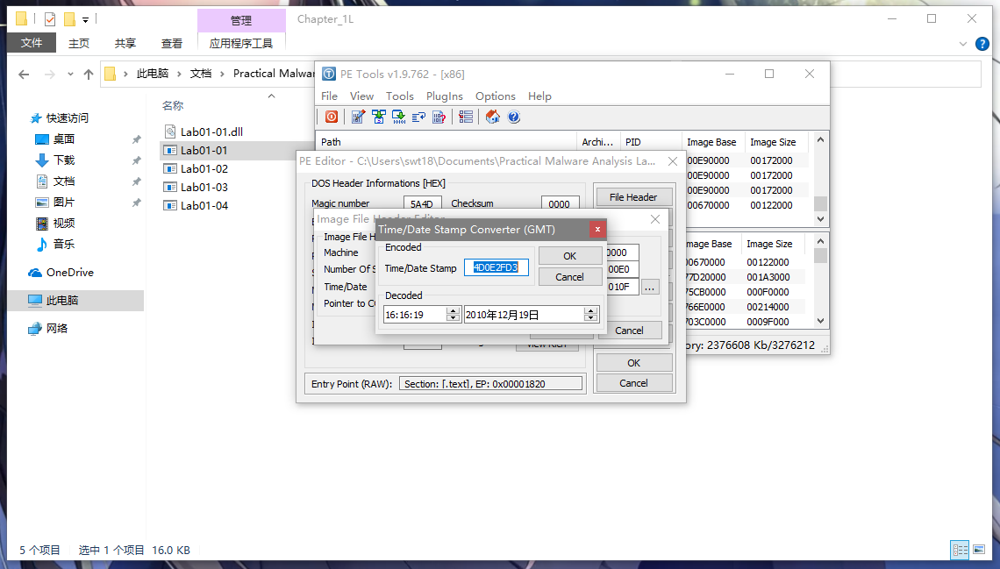 管理
Chapter_1L
文件
主页
共享
查看
应用程序工具
此电脑
文档
Practical Malwar
快速访问
桌面
下载
文档
图片
视频
音乐
OneDrive
此电脑
网络
名称
Lab01-01.dll
Lab01-01
Lab01-02
Lab01-03
Lab01-04
PE Tools v1.9.762 - [x86]
File View Tools PlugIns Options Help
Path Archi... PID Image Base Image Size
00E90000 00172000
00E90000 00172000
00E90000 00172000
00670000 00122000
mage Base Image Size
00670000 00122000
77D20000 001A3000
75CB0000 000F0000
766E0000 00214000
703C0000 0009F000
ory: 2376608 Kb/3276212
PE Editor - C:\Users\swt18\Documents\Practical Malware Analysis La...
DOS Header Informations [HEX]
Magic number 5A4D Checksum 0000
File Header
Image File Header Editor
Image File H
Machine
Number Of S
Time/Date
Pointer to C
0000
00E0
010F
...
Cancel
Time/Date Stamp Converter (GMT)
Encoded
Time/Date Stamp 4D0E2FD3
OK
Cancel
Decoded
16:16:19 2010年12月19日
View Rich
OK
Cancel
Entry Point (RAW): Section: [.text], EP: 0x00001820
5 个项目 选中 1 个项目 16.0 KB